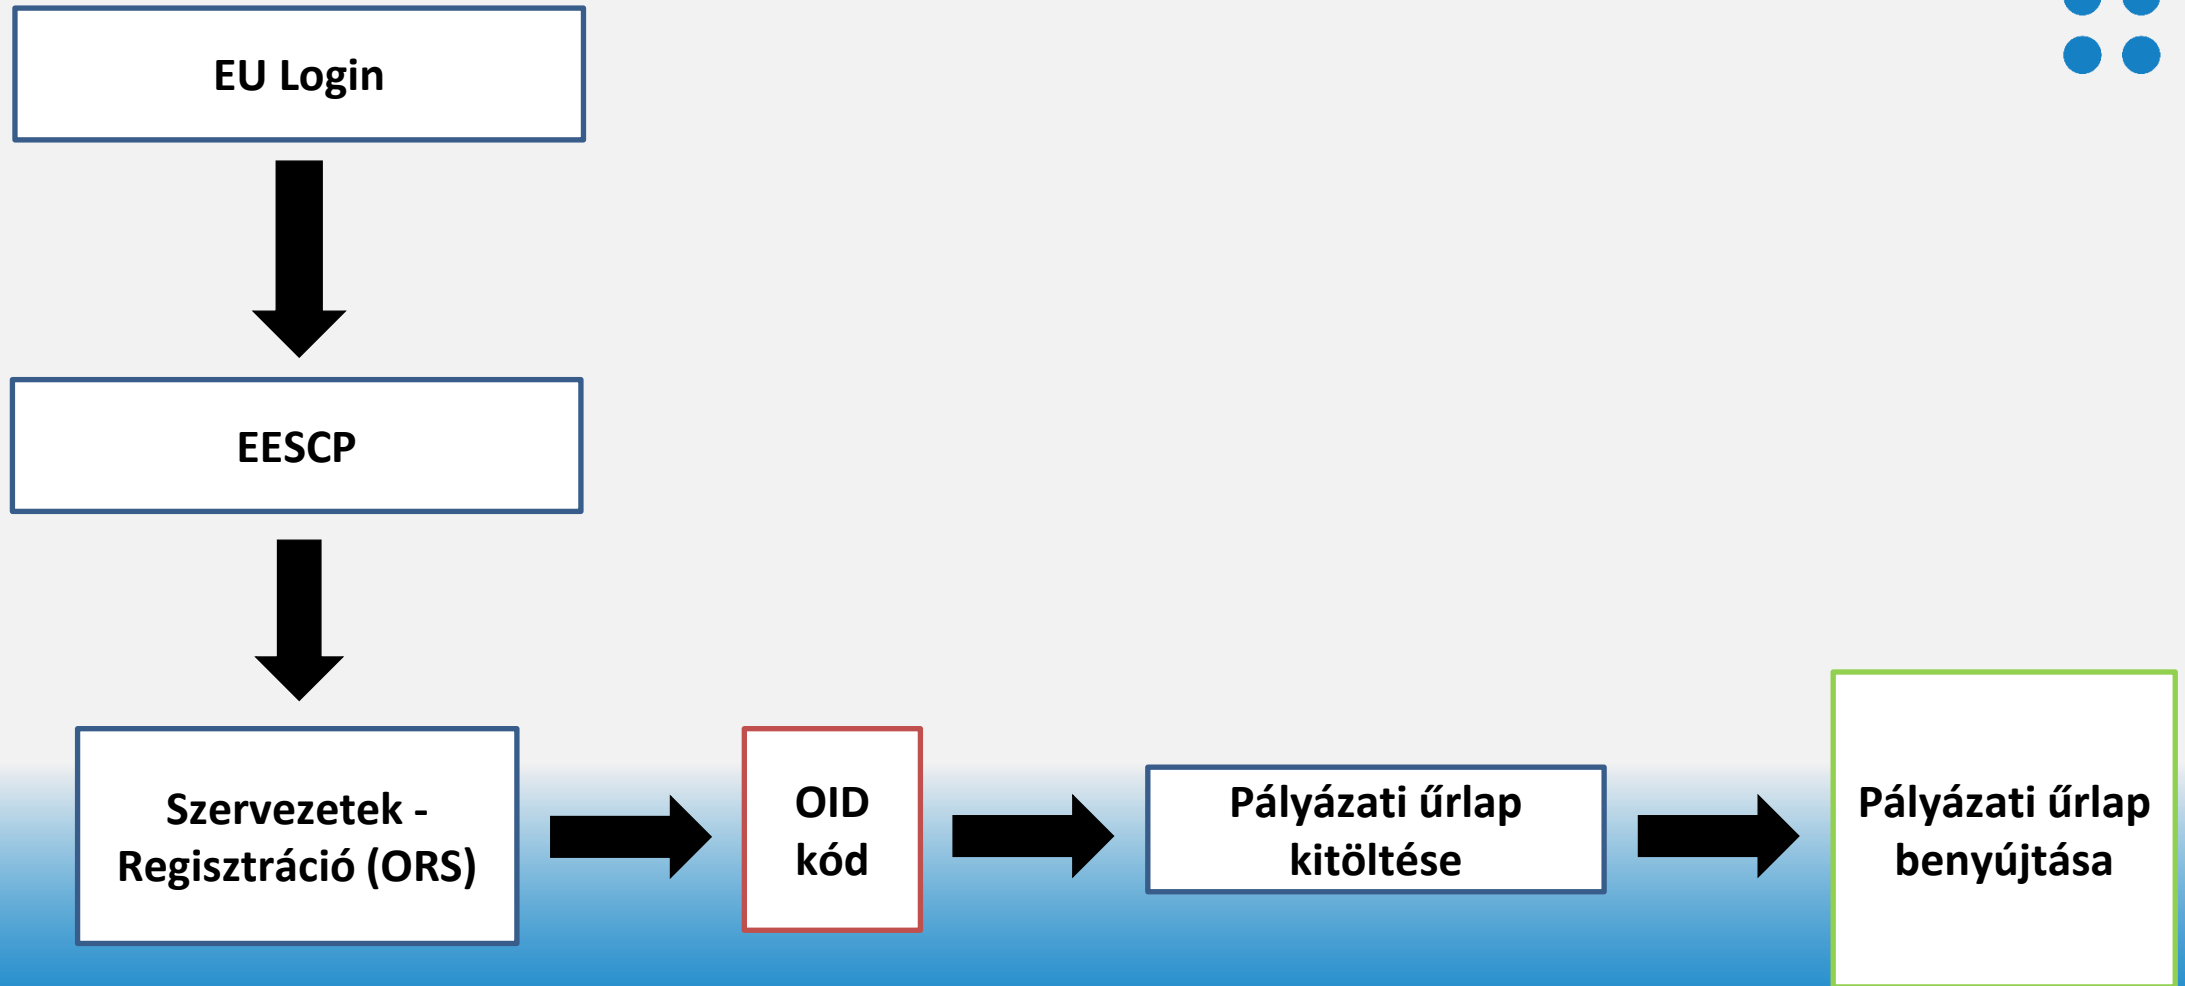 EU Login
EESCP
Szervezetek -
Regisztráció (ORS)
OID
kód
Pályázati űrlap
kitöltése
Pályázati űrlap
benyújtása